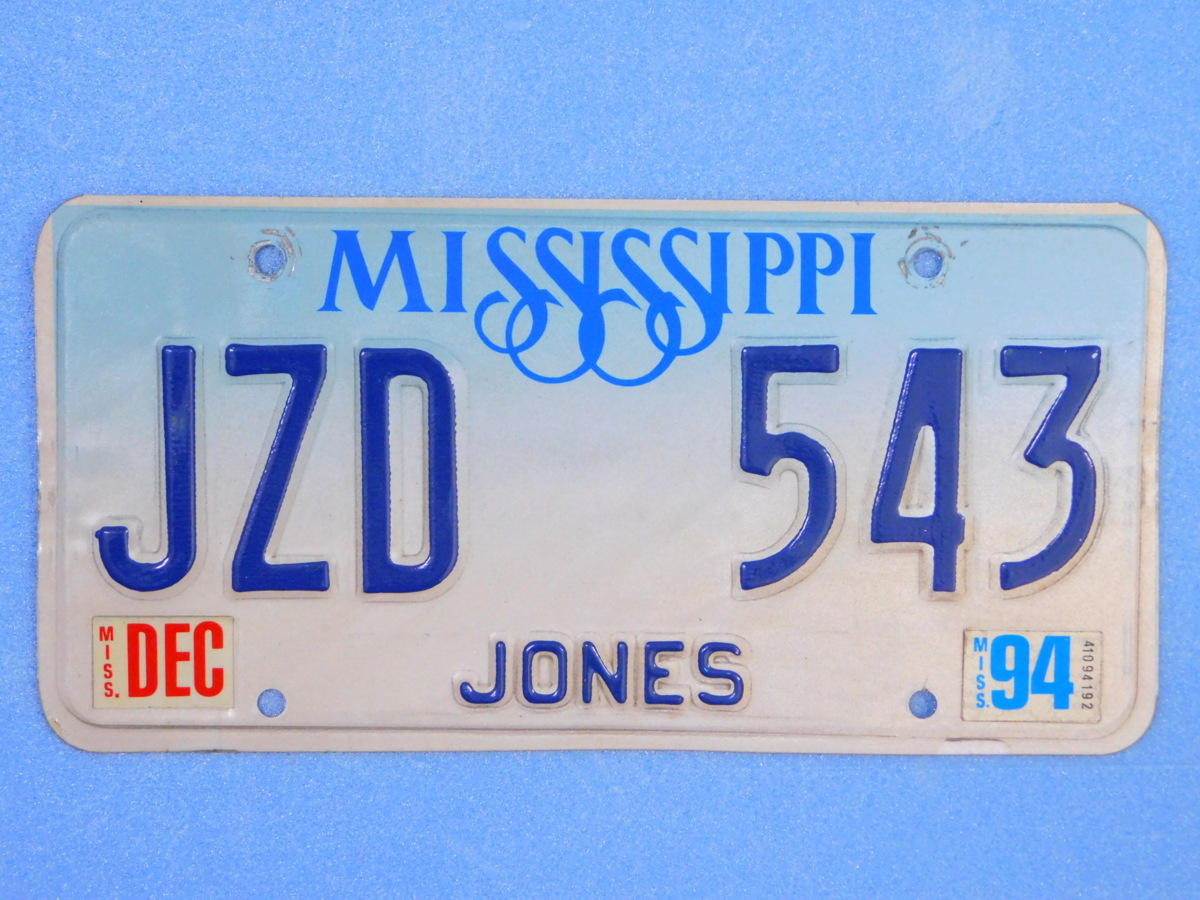 MISSISSIPPI
JZD 543
MISS. DEC
JONES
MISS. 94 41094192